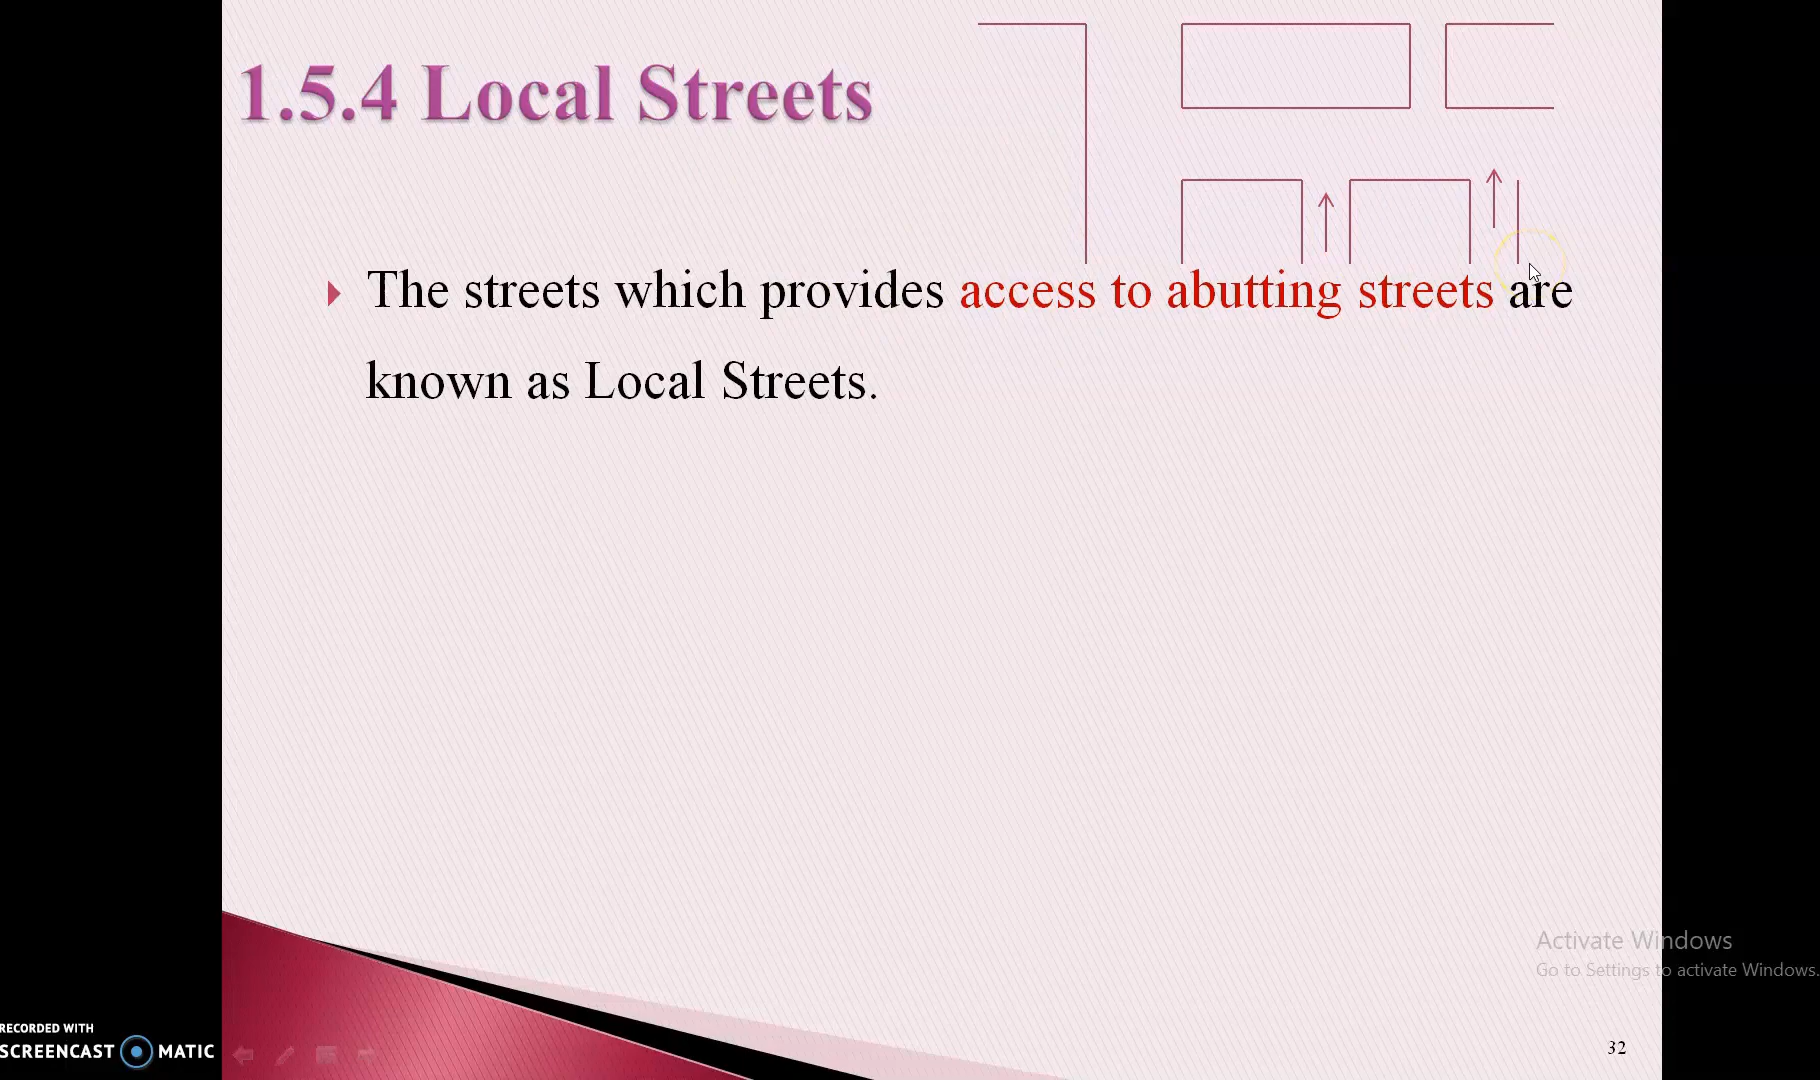 1.5.4 Local Streets
The streets which provides access to abutting streets are
known as Local Streets.
Activate Windows
Go to Settings to activate Windows.
RECORDED WITH
SCREENCAST MATIC
32